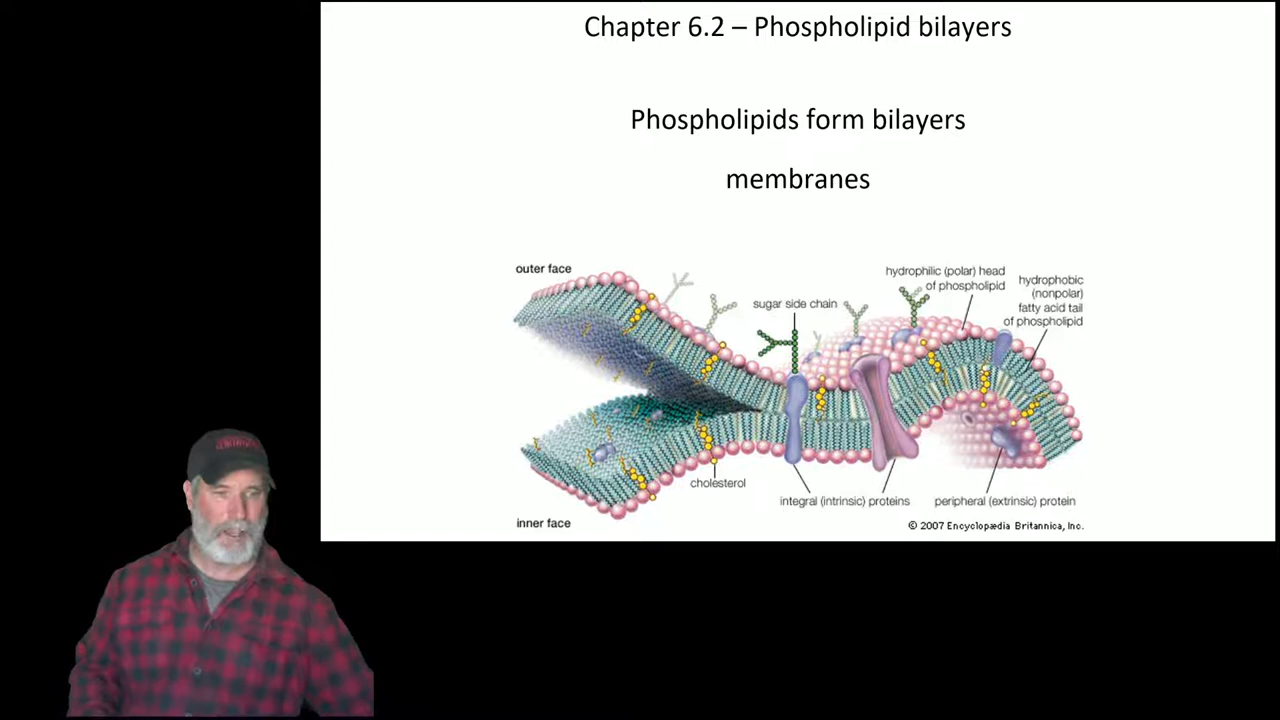 Chapter 6.2 – Phospholipid bilayers
Phospholipids form bilayers
membranes
outer face
sugar side chain
hydrophilic (polar) head
of phospholipid
hydrophobic
(nonpolar)
fatty acid tail
of phospholipid
cholesterol
integral (intrinsic) proteins
peripheral (extrinsic) protein
inner face
© 2007 Encyclopædia Britannica, Inc.